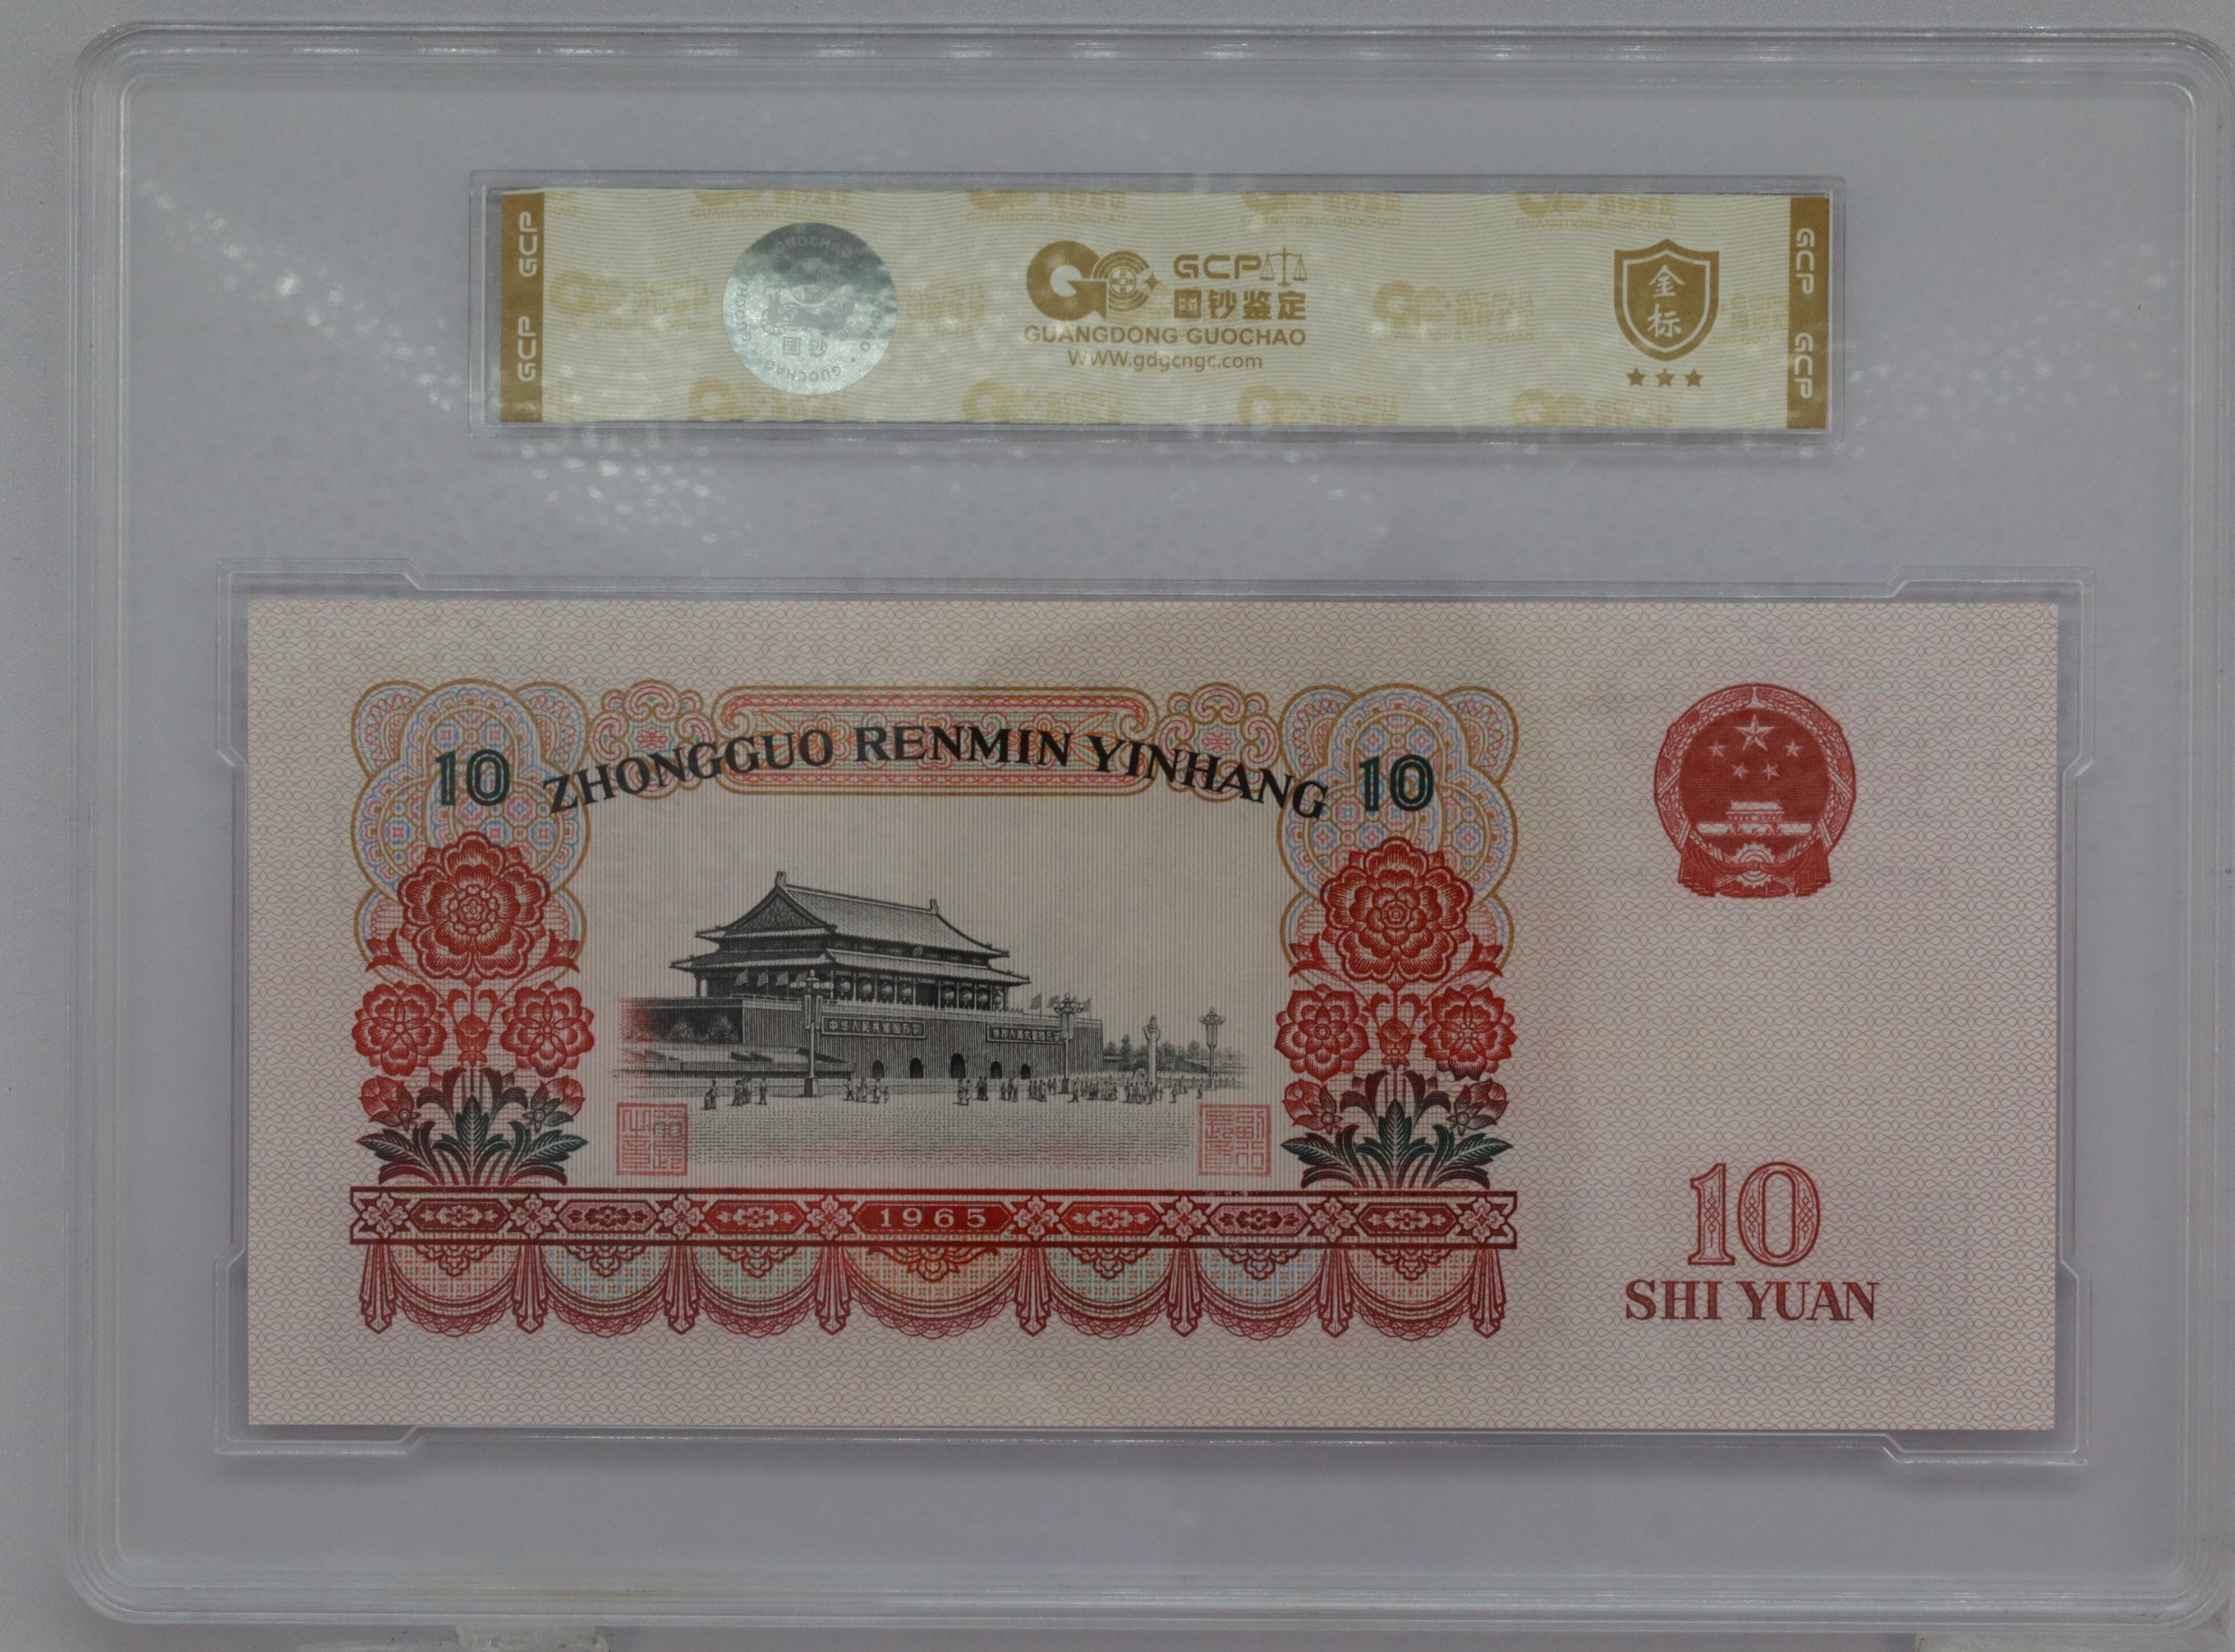 GCP GCP
GCP
国钞鉴定
GUANGDONG GUOCHAO
WWW.gdgcngc.com
国钞
金标
GCP GCP
10 ZHONGGUO RENMIN YINHANG 10
1965
10
SHI YUAN